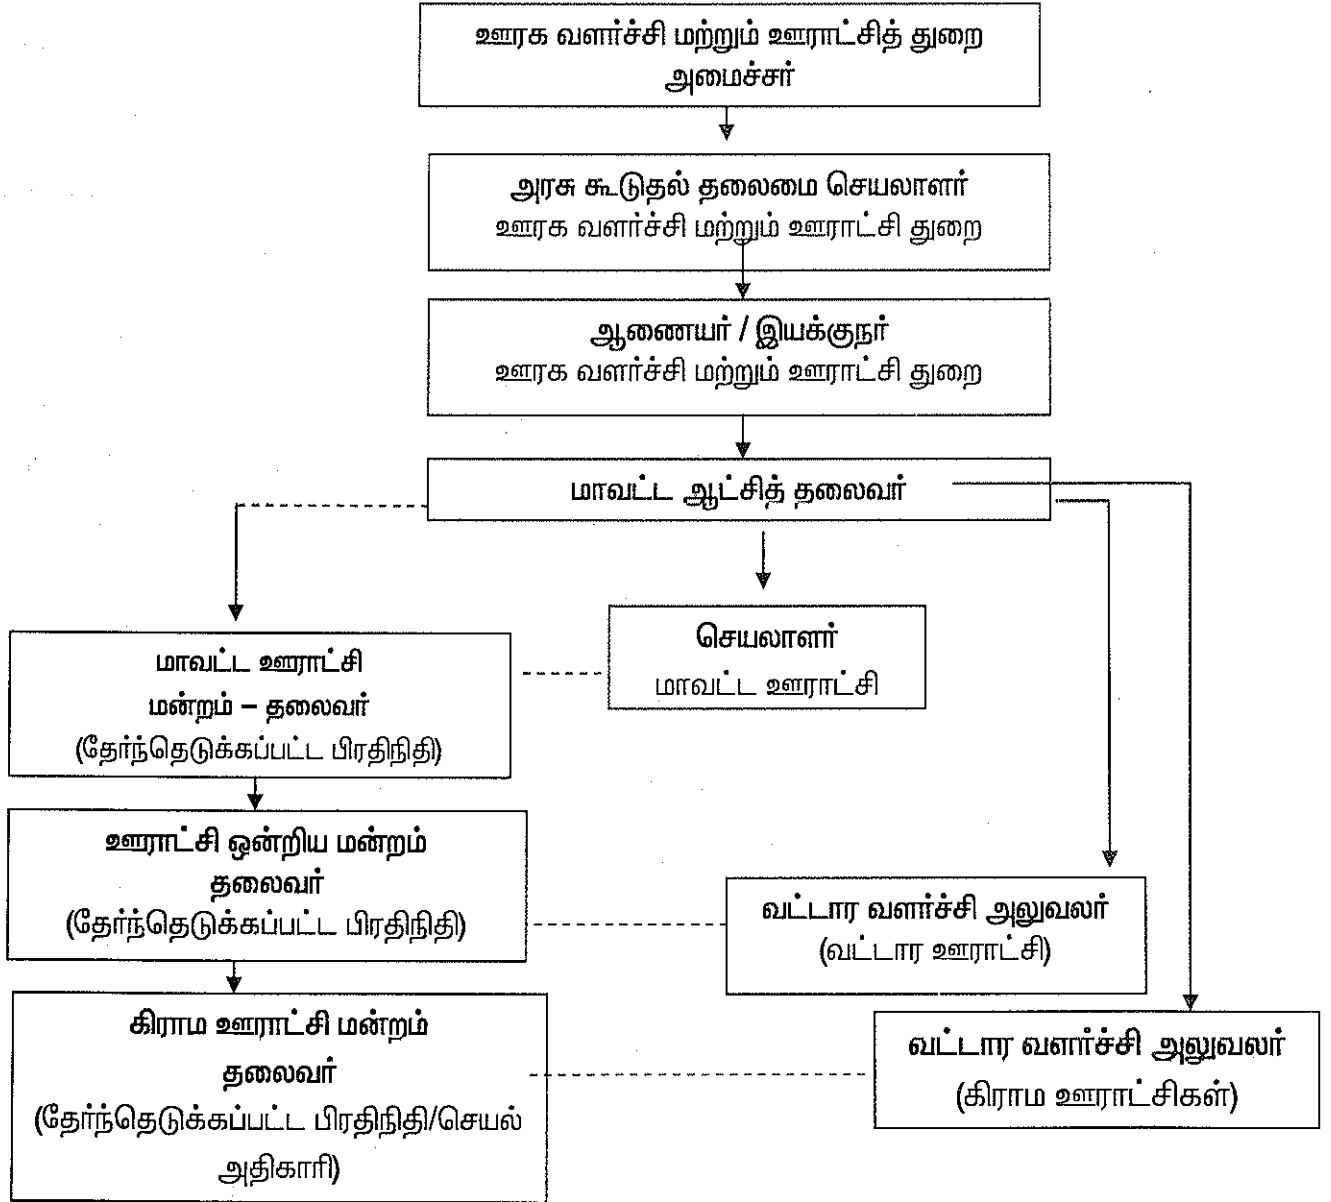 ஊரக வளர்ச்சி மற்றும் ஊராட்சித் துறை
அமைச்சர்
அரசு கூடுதல் தலைமை செயலாளர்
ஊரக வளர்ச்சி மற்றும் ஊராட்சி துறை
ஆணையர் / இயக்குநர்
ஊரக வளர்ச்சி மற்றும் ஊராட்சி துறை
மாவட்ட ஆட்சித் தலைவர்
செயலாளர்
மாவட்ட ஊராட்சி
மாவட்ட ஊராட்சி
மன்றம் – தலைவர்
(தேர்ந்தெடுக்கப்பட்ட பிரதிநிதி)
ஊராட்சி ஒன்றிய மன்றம்
தலைவர்
(தேர்ந்தெடுக்கப்பட்ட பிரதிநிதி)
வட்டார வளர்ச்சி அலுவலர்
(வட்டார ஊராட்சி)
கிராம ஊராட்சி மன்றம்
தலைவர்
(தேர்ந்தெடுக்கப்பட்ட பிரதிநிதி/செயல்
அதிகாரி)
வட்டார வளர்ச்சி அலுவலர்
(கிராம ஊராட்சிகள்)